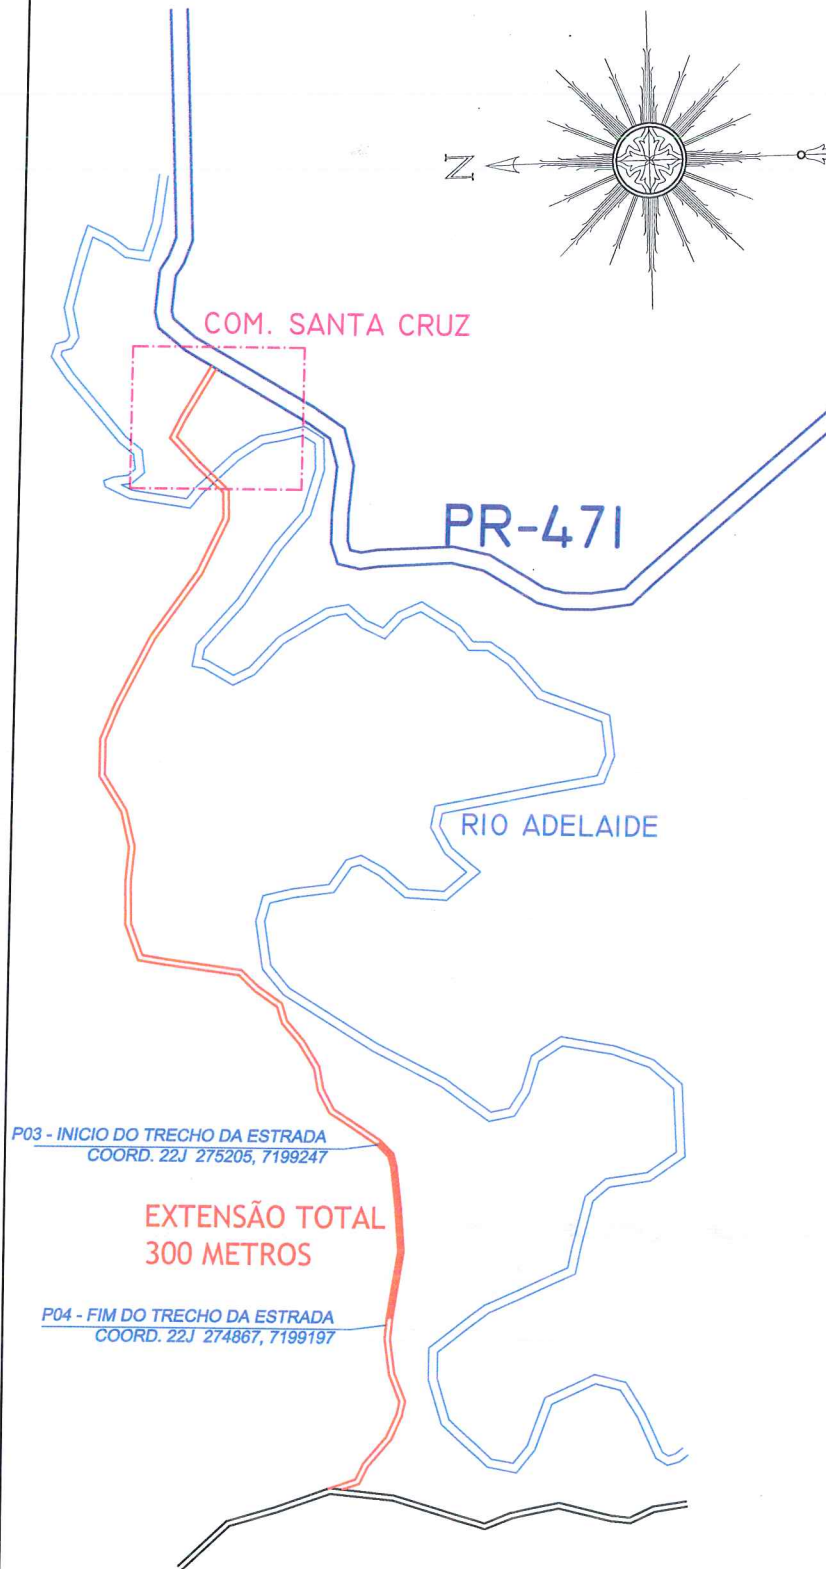 N
COM. SANTA CRUZ
PR-471
RIO ADELAIDE
P03 - INICIO DO TRECHO DA ESTRADA
COORD. 22J 275205, 7199247
EXTENSÃO TOTAL
300 METROS
P04 - FIM DO TRECHO DA ESTRADA
COORD. 22J 274867, 7199197